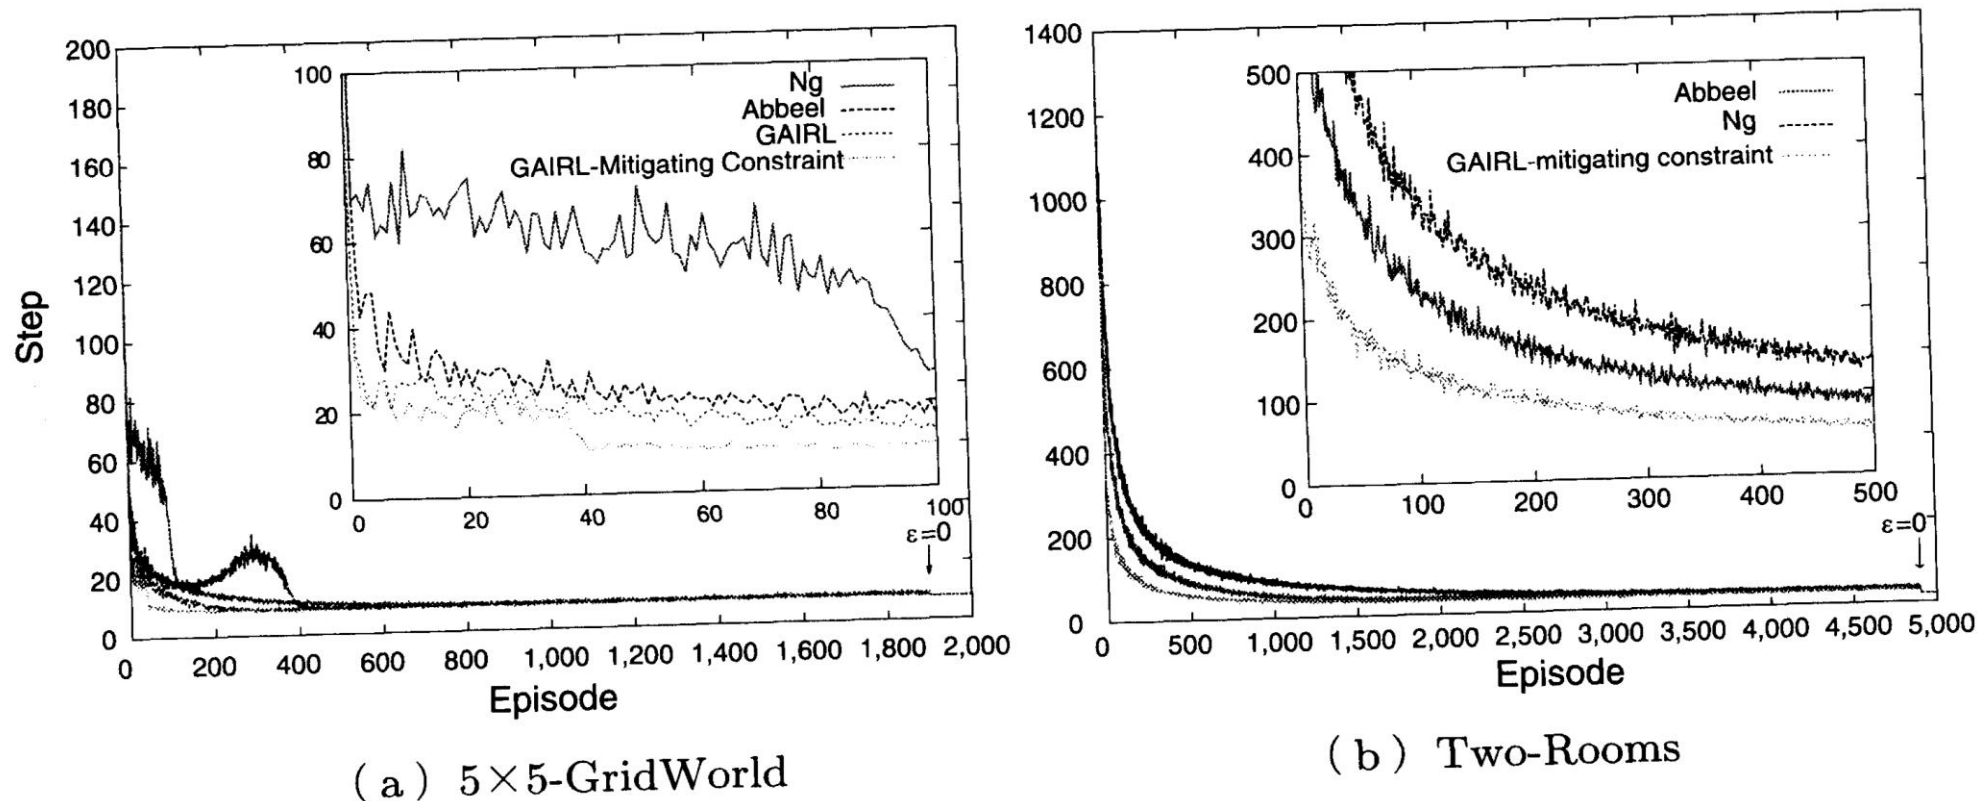 200
180
160
140
120
100
80
60
40
20
0
Step
100
80
60
40
20
0
Ng
Abbeel
GAIRL
GAIRL-Mitigating Constraint
0 20 40 60 80 100
ε=0
0 200 400 600 800 1,000 1,200 1,400 1,600 1,800 2,000
Episode
(a) 5×5-GridWorld
1400
1200
1000
800
600
400
200
0
500
400
300
200
100
0
Abbeel
Ng
GAIRL-mitigating constraint
0 100 200 300 400 500
ε=0
0 500 1,000 1,500 2,000 2,500 3,000 3,500 4,000 4,500 5,000
Episode
(b) Two-Rooms